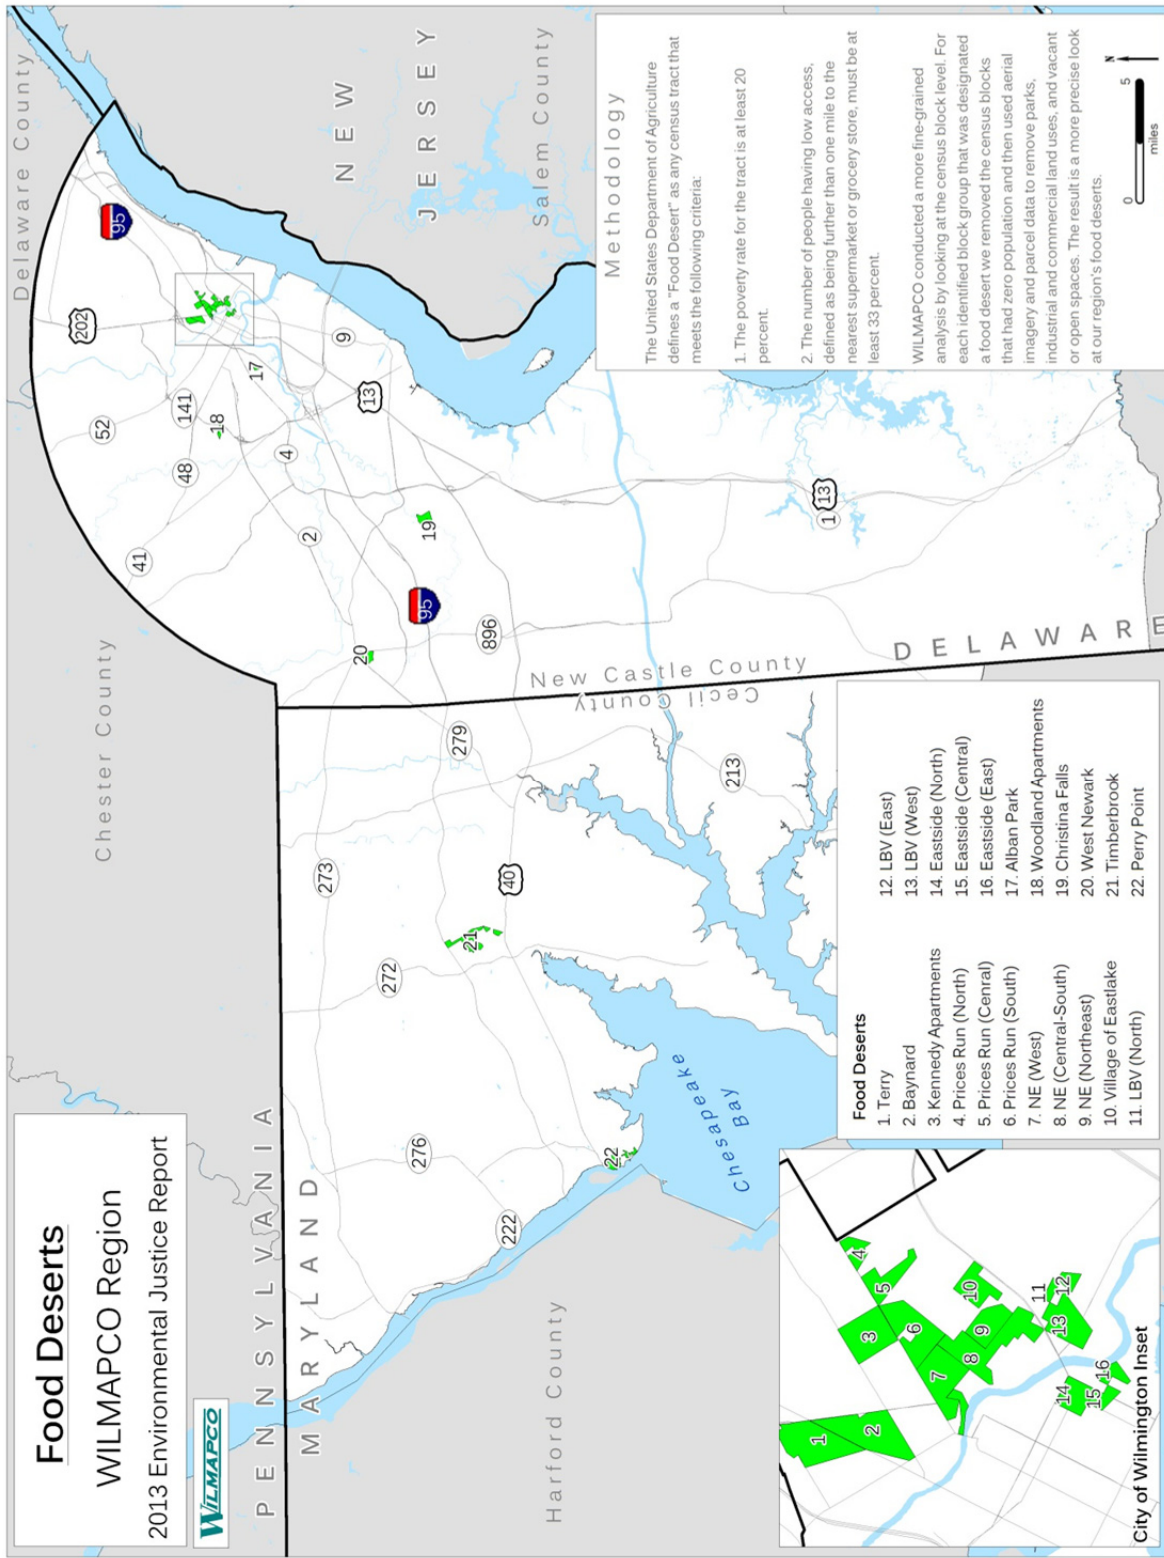 Food Deserts
WILMAPCO Region
2013 Environmental Justice Report
WILMAPCO
PENNSYLVANIA
MARYLAND
Harford County
Chester County
Delaware County
NEW
JERSEY
Salem County
New Castle County
Cecil County
DELAWARE
Chesapeake
Bay
95
202
52
141
48
41
17
18
4
2
9
13
19
95
896
20
1
13
279
213
273
40
272
21
276
222
22
Methodology
The United States Department of Agriculture
defines a "Food Desert" as any census tract that
meets the following criteria:
1. The poverty rate for the tract is at least 20
percent.
2. The number of people having low access,
defined as being further than one mile to the
nearest supermarket or grocery store, must be at
least 33 percent.
WILMAPCO conducted a more fine-grained
analysis by looking at the census block level. For
each identified block group that was designated
a food desert we removed the census blocks
that had zero population and then used aerial
imagery and parcel data to remove parks,
industrial and commercial land uses, and vacant
or open spaces. The result is a more precise look
at our region's food deserts.
N
0 5
miles
Food Deserts
1. Terry
2. Baynard
3. Kennedy Apartments
4. Prices Run (North)
5. Prices Run (Cenral)
6. Prices Run (South)
7. NE (West)
8. NE (Central-South)
9. NE (Northeast)
10. Village of Eastlake
11. LBV (North)
12. LBV (East)
13. LBV (West)
14. Eastside (North)
15. Eastside (Central)
16. Eastside (East)
17. Alban Park
18. Woodland Apartments
19. Christina Falls
20. West Newark
21. Timberbrook
22. Perry Point
1
2
3
4
5
6
7
8
9
10
11
12
13
14
15
16
City of Wilmington Inset